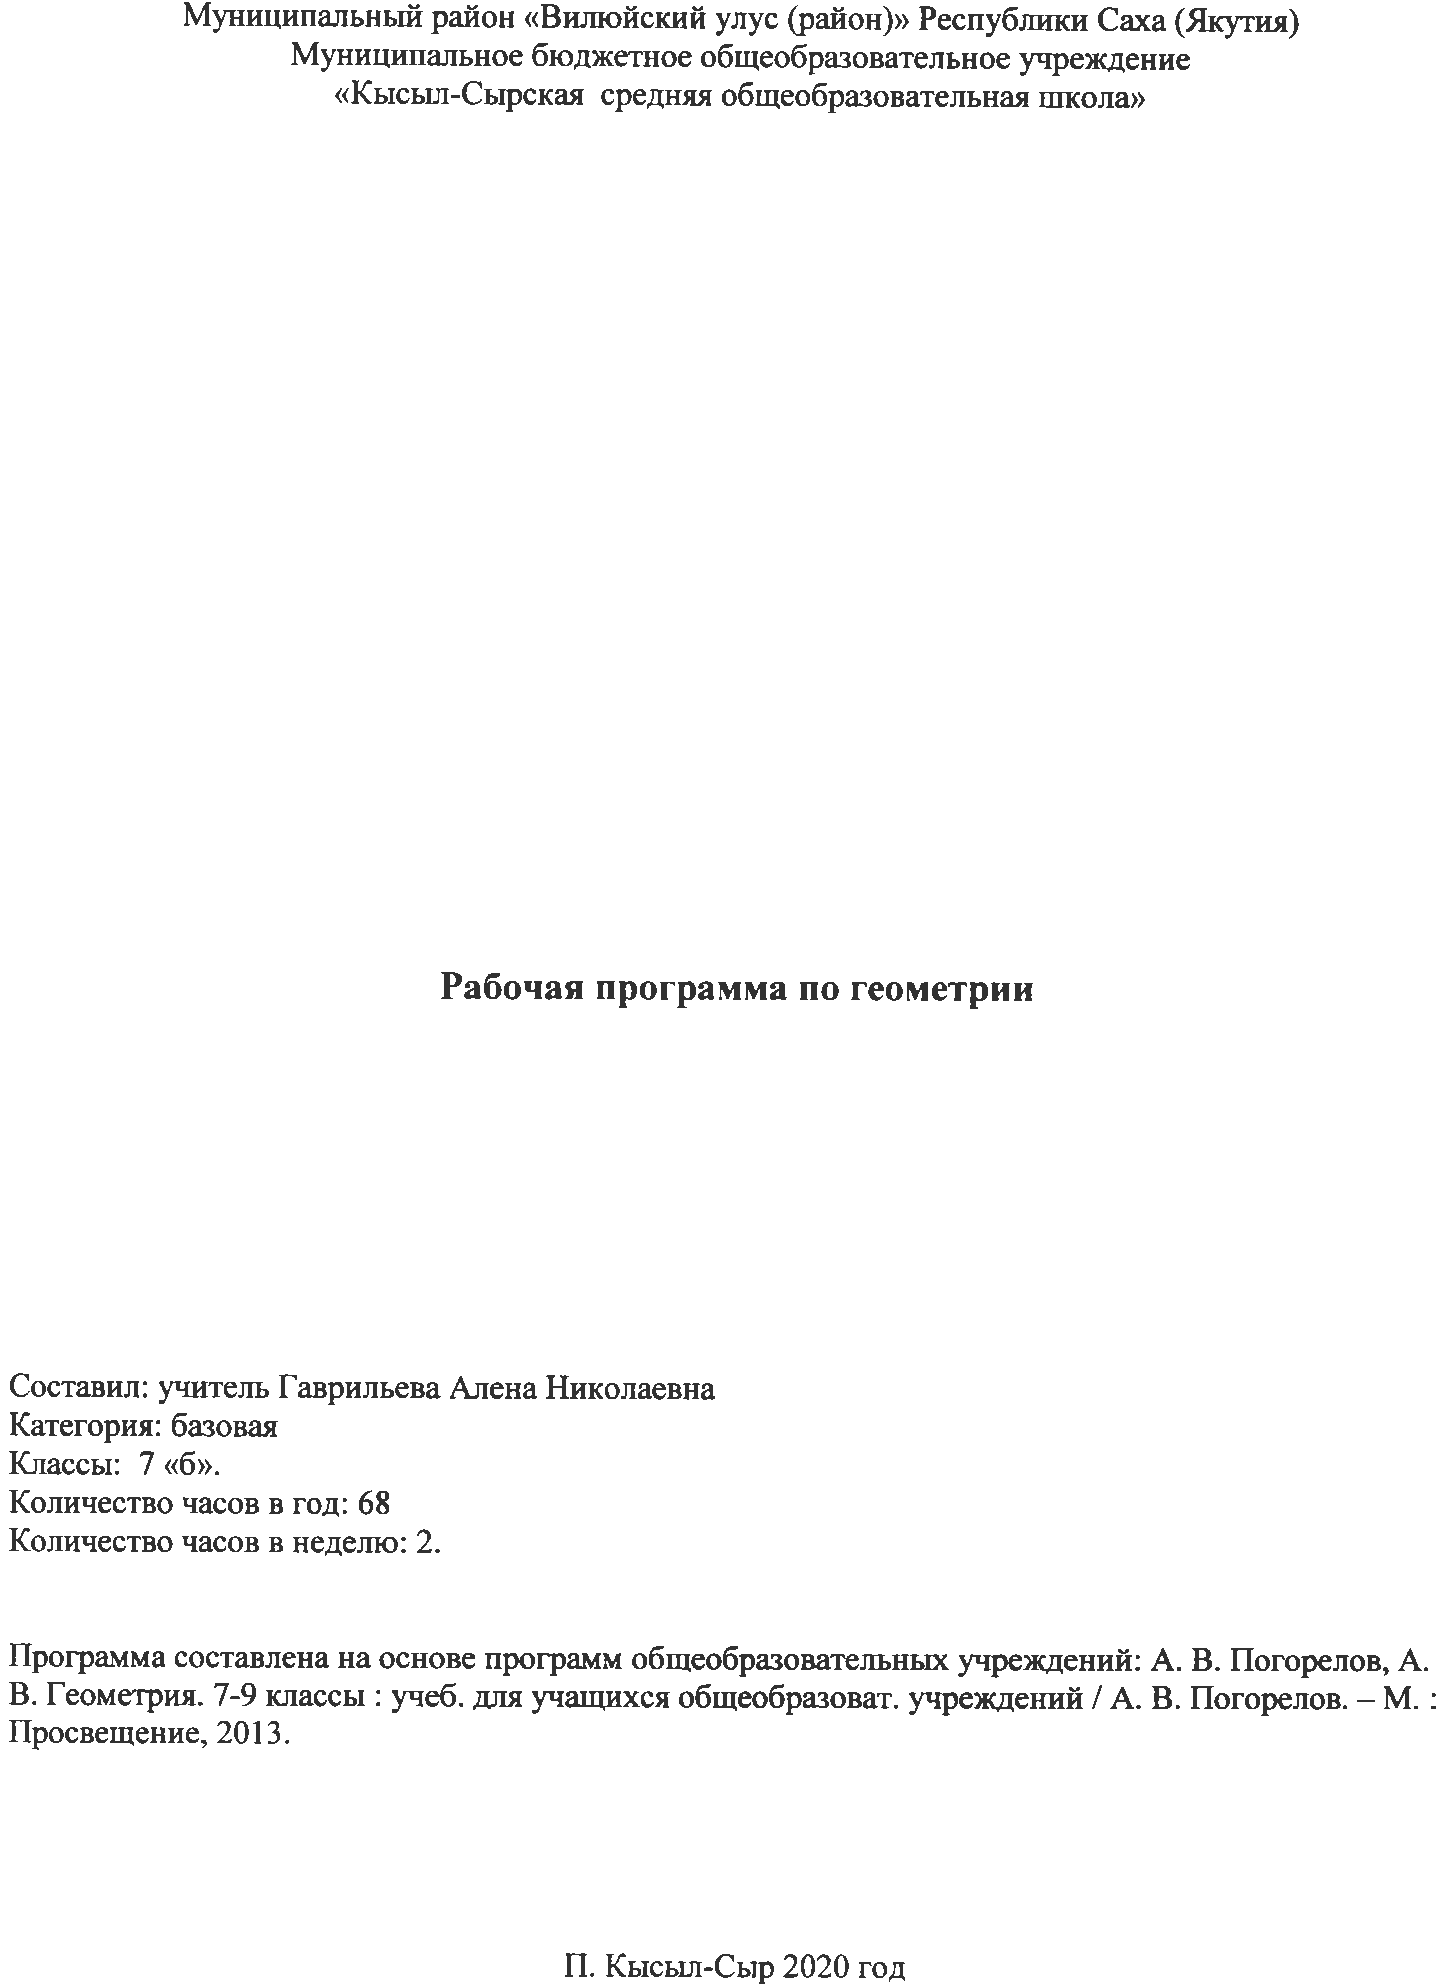 Муниципальный район «Вилюйский улус (район)» Республики Саха (Якутия)
Муниципальное бюджетное общеобразовательное учреждение
«Кысыл-Сырская  средняя общеобразовательная школа»
Рабочая программа по геометрии
Составил: учитель Гаврильева Алена Николаевна
Категория: базовая
Классы:  7 «б».
Количество часов в год: 68
Количество часов в неделю: 2.
Программа составлена на основе программ общеобразовательных учреждений: А. В. Погорелов, А.
В. Геометрия. 7-9 классы : учеб. для учащихся общеобразоват. учреждений / А. В. Погорелов. – М. :
Просвещение, 2013.
П. Кысыл-Сыр 2020 год